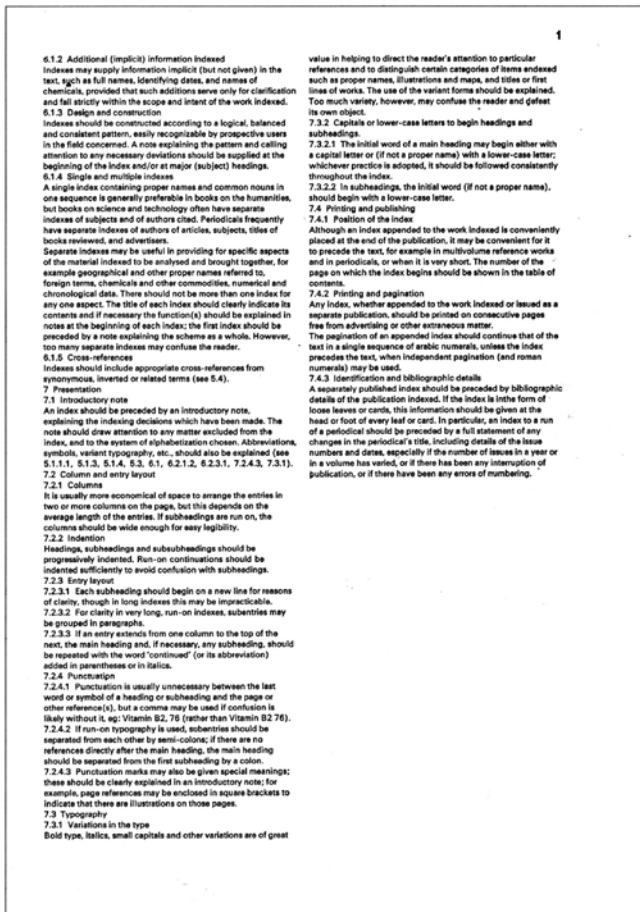 1
6.1.2 Additional (implicit) information indexed
Indexes may supply information implicit (but not given) in the
text, such as full names, identifying dates, and names of
chemicals, provided that such additions serve only for clarification
and fall strictly within the scope and intent of the work indexed.
6.1.3 Design and construction
Indexes should be constructed according to a logical, balanced
and consistent pattern, easily recognizable by prospective users
in the field concerned. A note explaining the pattern and calling
attention to any necessary deviations should be supplied at the
beginning of the index and/or at major (subject) headings.
6.1.4 Single and multiple indexes
A single index containing proper names and common nouns in
one sequence is generally preferable in books on the humanities,
but books on science and technology often have separate
indexes of subjects and of authors cited. Periodicals frequently
have separate indexes of authors of articles, subjects, titles of
books reviewed, and advertisers.
Separate indexes may be useful in providing for specific aspects
of the material indexed to be analysed and brought together, for
example geographical and other proper names referred to,
foreign terms, chemicals and other commodities, numerical and
chronological data. There should not be more than one index for
any one aspect. The title of each index should clearly indicate its
contents and if necessary the function(s) should be explained in
notes at the beginning of each index; the first index should be
preceded by a note explaining the scheme as a whole. However,
too many separate indexes may confuse the reader.
6.1.5 Cross-references
Indexes should include appropriate cross-references from
synonymous, inverted or related terms (see 5.4).
7 Presentation
7.1 Introductory note
An index should be preceded by an introductory note,
explaining the indexing decisions which have been made. The
note should draw attention to any matter excluded from the
index, and to the system of alphabetization chosen. Abbreviations,
symbols, variant typography, etc., should also be explained (see
5.1.1.1, 5.1.3, 5.1.4, 5.3, 6.1, 6.2.1.2, 6.2.3.1, 7.2.4.3, 7.3.1).
7.2 Column and entry layout
7.2.1 Columns
It is usually more economical of space to arrange the entries in
two or more columns on the page, but this depends on the
average length of the entries. If subheadings are run on, the
columns should be wide enough for easy legibility.
7.2.2 Indention
Headings, subheadings and subsubheadings should be
progressively indented. Run-on continuations should be
indented sufficiently to avoid confusion with subheadings.
7.2.3 Entry layout
7.2.3.1 Each subheading should begin on a new line for reasons
of clarity, though in long indexes this may be impracticable.
7.2.3.2 For clarity in very long, run-on indexes, subentries may
be grouped in paragraphs.
7.2.3.3 If an entry extends from one column to the top of the
next, the main heading and, if necessary, any subheading, should
be repeated with the word "continued" (or its abbreviation)
added in parentheses or in italics.
7.2.4 Punctuation
7.2.4.1 Punctuation is usually unnecessary between the last
word or symbol of a heading or subheading and the page or
other reference(s), but a comma may be used if confusion is
likely without it, eg: Vitamin B2, 76 (rather than Vitamin B2 76).
7.2.4.2 If run-on typography is used, subentries should be
separated from each other by semi-colons; if there are no
references directly after the main heading, the main heading
should be separated from the first subheading by a colon.
7.2.4.3 Punctuation marks may also be given special meanings;
these should be clearly explained in an introductory note; for
example, page references may be enclosed in square brackets to
indicate that there are illustrations on those pages.
7.3 Typography
7.3.1 Variations in the type
Bold type, italics, small capitals and other variations are of great
value in helping to direct the reader's attention to particular
references and to distinguish certain categories of items endexed
such as proper names, illustrations and maps, and titles or first
lines of works. The use of the variant forms should be explained.
Too much variety, however, may confuse the reader and defeat
its own object.
7.3.2 Capitals or lower-case letters to begin headings and
subheadings.
7.3.2.1 The initial word of a main heading may begin either with
a capital letter or (if not a proper name) with a lower-case letter;
whichever practice is adopted, it should be followed consistently
throughout the index.
7.3.2.2 In subheadings, the initial word (if not a proper name),
should begin with a lower-case letter.
7.4 Printing and publishing
7.4.1 Position of the index
Although an index appended to the work indexed is conveniently
placed at the end of the publication, it may be convenient for it
to precede the text, for example in multivolume reference works
and in periodicals, or when it is very short. The number of the
page on which the index begins should be shown in the table of
contents.
7.4.2 Printing and pagination
Any index, whether appended to the work indexed or issued as a
separate publication, should be printed on consecutive pages
free from advertising or other extraneous matter.
The pagination of an appended index should continue that of the
text in a single sequence of arabic numerals, unless the index
precedes the text, when independent pagination (and roman
numerals) may be used.
7.4.3 Identification and bibliographic details
A separately published index should be preceded by bibliographic
details of the publication indexed. If the index is inthe form of
loose leaves or cards, this information should be given at the
head or foot of every leaf or card. In particular, an index to a run
of a periodical should be preceded by a full statement of any
changes in the periodical's title, including details of the issue
numbers and dates, especially if the number of issues in a year or
in a volume has varied, or if there has been any interruption of
publication, or if there have been any errors of mumbering.